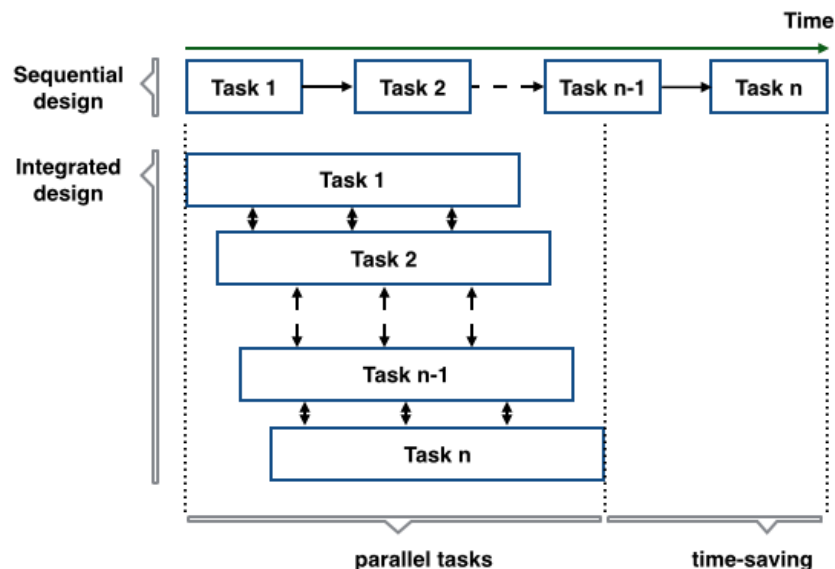 Time
Sequential
design
Task 1
Task 2
Task n-1
Task n
Integrated
design
Task 1
Task 2
Task n-1
Task n
parallel tasks
time-saving